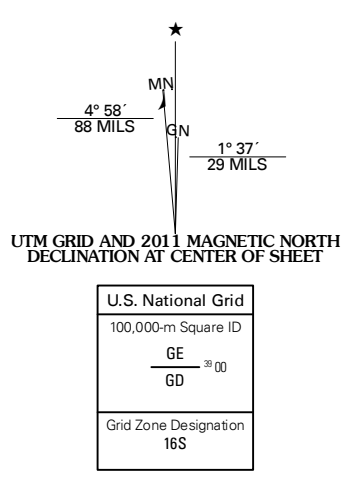 ★
MN
4° 58´
88 MILS
GN
1° 37´
29 MILS
UTM GRID AND 2011 MAGNETIC NORTH
DECLINATION AT CENTER OF SHEET
U.S. National Grid
100,000-m Square ID
GE
39 00
GD
Grid Zone Designation
16S